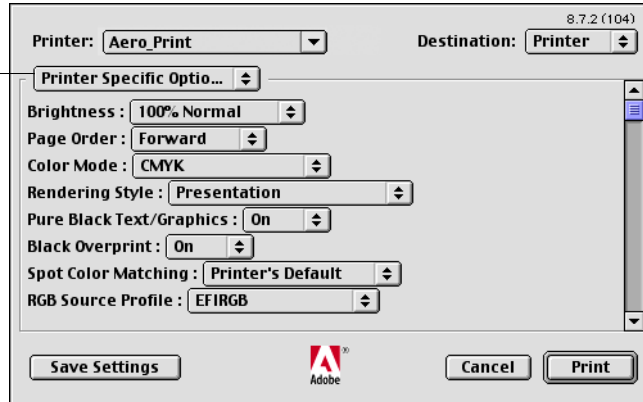 8.7.2 (104)
Printer: Aero_Print Destination: Printer
Printer Specific Optio...
Brightness : 100% Normal
Page Order : Forward
Color Mode : CMYK
Rendering Style : Presentation
Pure Black Text/Graphics : On
Black Overprint : On
Spot Color Matching : Printer's Default
RGB Source Profile : EFIRGB
Save Settings Adobe® Cancel Print